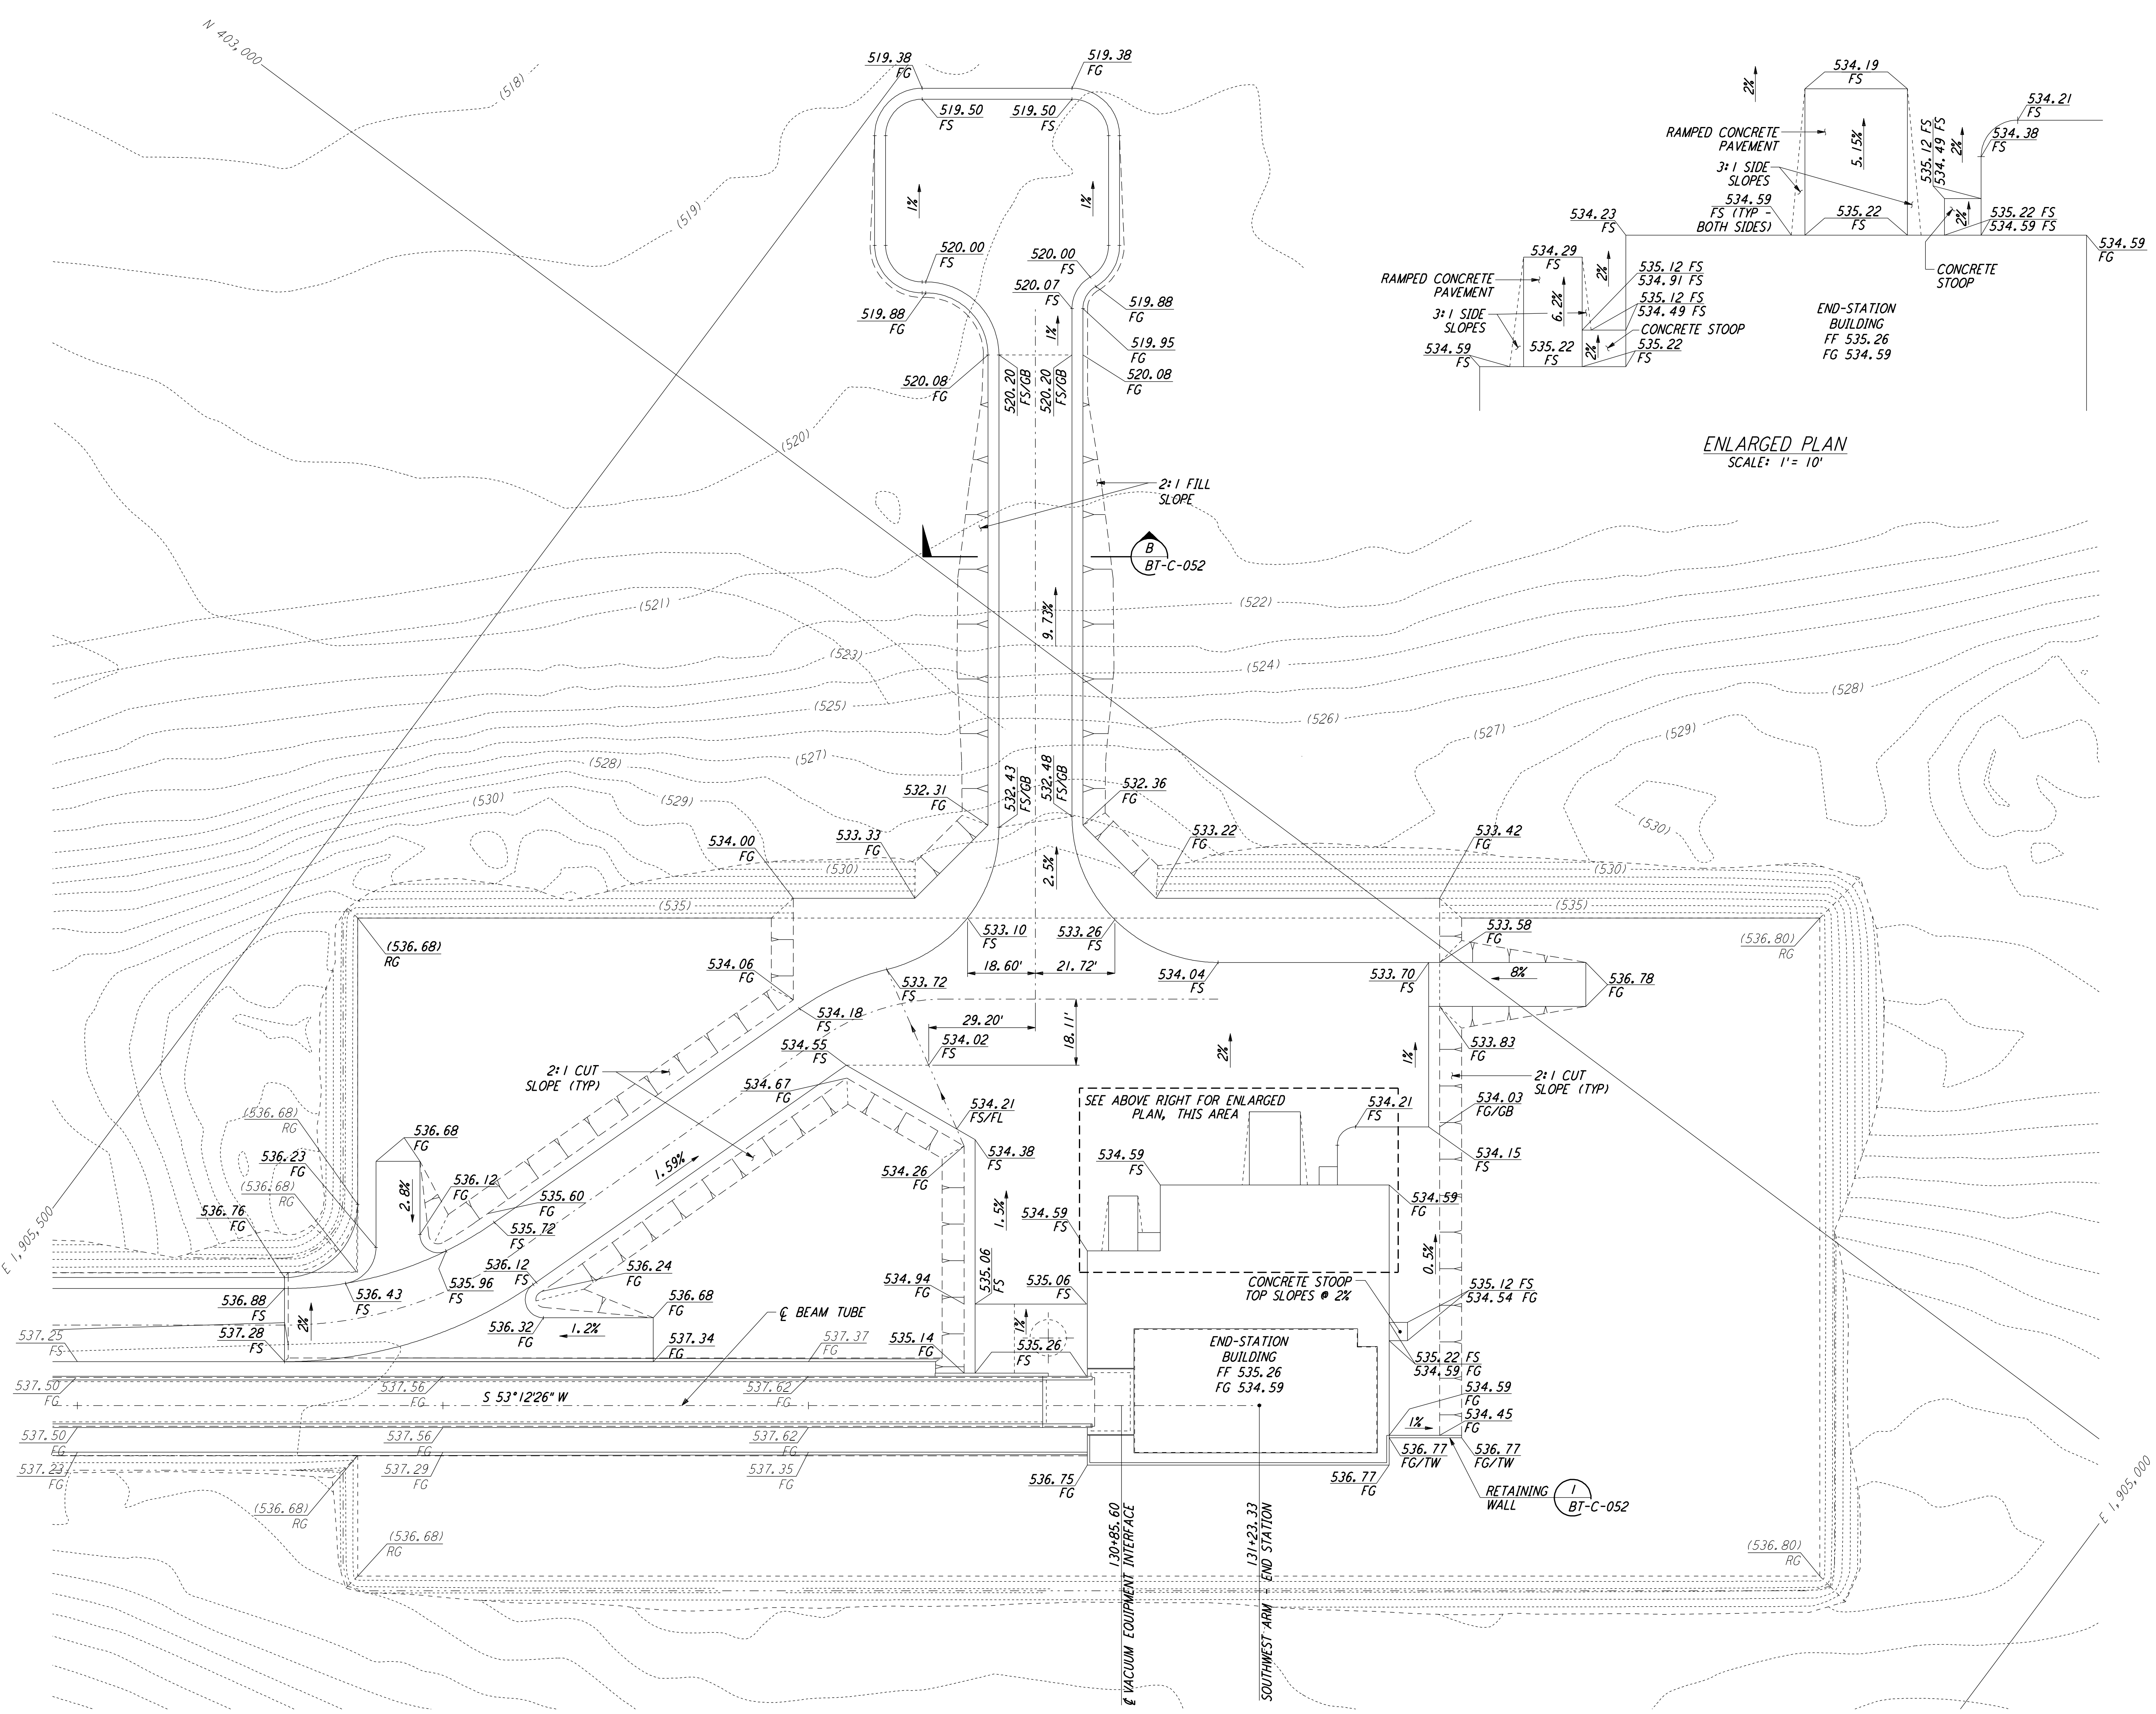 N 403,000
(518)
519.38
FG
519.38
FG
519.50
FS
519.50
FS
(519)
1%
1%
520.00
FS
520.00
FS
520.07
FS
519.88
FG
519.88
FG
1%
519.95
FG
520.08
FG
520.08
FG
520.20
FS/GB
520.20
FS/GB
(520)
2%
534.19
FS
534.21
FS
534.38
FS
RAMPED CONCRETE
PAVEMENT
5.15%
535.12 FS
534.49 FS
2%
3:1 SIDE
SLOPES
534.59
FS (TYP -
BOTH SIDES)
534.23
FS
535.22
FS
2%
535.22 FS
534.59 FS
534.59
FG
534.29
FS
2%
535.12 FS
534.91 FS
RAMPED CONCRETE
PAVEMENT
6.2%
535.12 FS
534.49 FS
CONCRETE
STOOP
3:1 SIDE
SLOPES
CONCRETE STOOP
534.59
FS
535.22
FS
2%
535.22
FS
END-STATION
BUILDING
FF 535.26
FG 534.59
ENLARGED PLAN
SCALE: 1'= 10'
2:1 FILL
SLOPE
B
BT-C-052
9.73%
(521)
(522)
(523)
(524)
(525)
(526)
(527)
(527)
(528)
(528)
(529)
(529)
(530)
(530)
532.31
FG
532.43
FS/GB
532.48
FS/GB
532.36
FG
534.00
FG
533.33
FG
533.22
FG
533.42
FG
2.5%
(530)
(530)
(535)
(535)
(536.68)
RG
533.10
FS
533.26
FS
533.58
FG
(536.80)
RG
534.06
FG
18.60'
21.72'
534.04
FS
533.70
FS
8%
536.78
FG
533.72
FS
534.18
FS
29.20'
18.11'
534.55
FS
534.02
FS
2%
1%
533.83
FG
2:1 CUT
SLOPE (TYP)
534.67
FG
2:1 CUT
SLOPE (TYP)
SEE ABOVE RIGHT FOR ENLARGED
PLAN, THIS AREA
534.21
FS/FL
534.21
FS
534.03
FG/GB
(536.68)
RG
536.68
FG
534.38
FS
534.15
FS
536.23
FG
1.59%
534.26
FG
534.59
FS
(536.68)
RG
2.8%
536.12
FG
535.60
FG
534.59
FG
536.76
FG
535.72
FS
1.5%
534.59
FS
0.5%
E 1,905,500
536.12
FS
536.24
FG
535.06
FS
534.94
FG
535.06
FS
CONCRETE STOOP
TOP SLOPES @ 2%
535.12 FS
534.54 FG
536.88
FS
536.43
FS
535.96
FS
536.68
FG
℄ BEAM TUBE
537.25
FS
537.28
FS
2%
536.32
FG
1.2%
537.34
FG
537.37
FG
535.14
FG
1%
535.26
FS
END-STATION
BUILDING
FF 535.26
FG 534.59
535.22 FS
534.59 FG
537.50
FG
537.56
FG
S 53°12'26" W
537.62
FG
534.59
FG
534.45
FG
1%
537.50
FG
537.56
FG
537.62
FG
536.77
FG/TW
536.77
FG/TW
537.23
FG
537.29
FG
537.35
FG
536.75
FG
536.77
FG
RETAINING
WALL
1
BT-C-052
(536.68)
RG
(536.68)
RG
130+85.60
℄ VACUUM EQUIPMENT INTERFACE
131+23.33
SOUTHWEST ARM - END STATION
(536.80)
RG
E 1,905,000